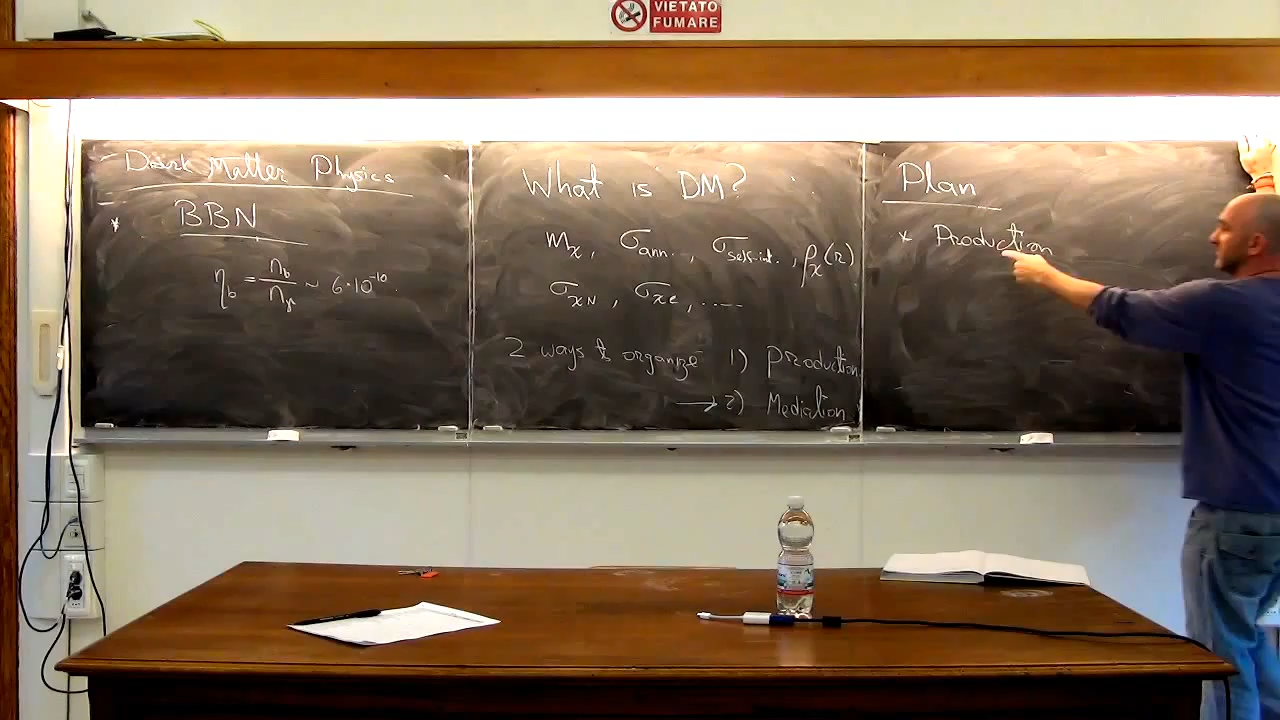 VIETATO
FUMARE
Dark Matter Physics
* BBN
η_b = n_b / n_γ ~ 6·10^-10
What is DM?
m_χ, σ_ann., σ_self-int., ρ_χ(r)
σ_χN, σ_χe, .....
2 ways to organize 1) Production
→ 2) Mediation
Plan
* Production